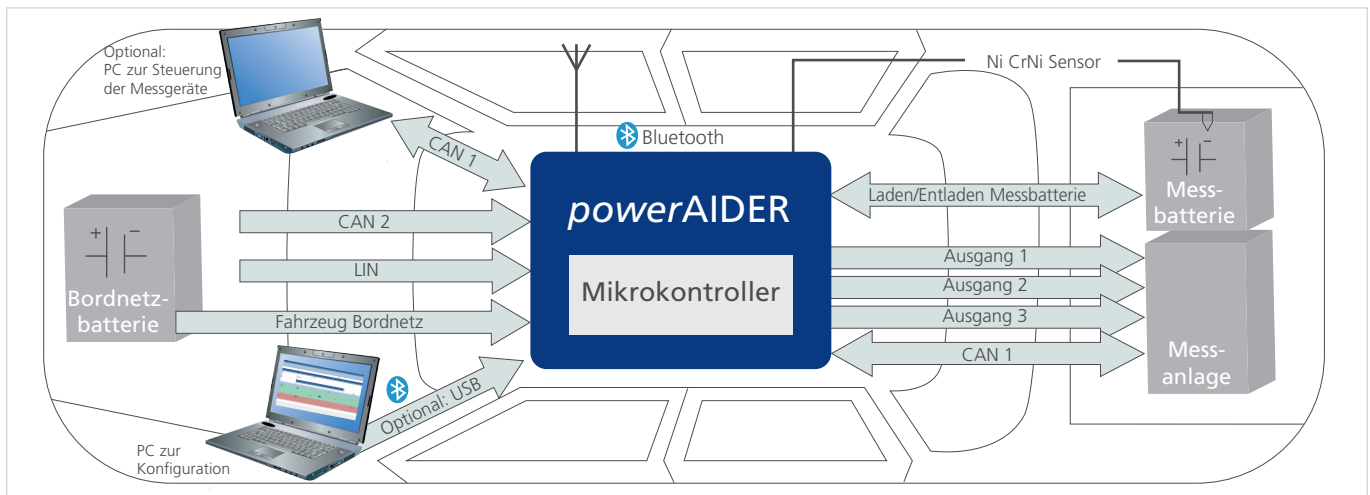 Optional:
PC zur Steuerung
der Messgeräte
CAN 1
Bluetooth
Ni CrNi Sensor
+ -
Mess-
batterie
powerAIDER
Mikrokontroller
Laden/Entladen Messbatterie
CAN 2
LIN
Fahrzeug Bordnetz
+ -
Bordnetz-
batterie
Ausgang 1
Ausgang 2
Ausgang 3
CAN 1
Mess-
anlage
Optional: USB
PC zur
Konfiguration